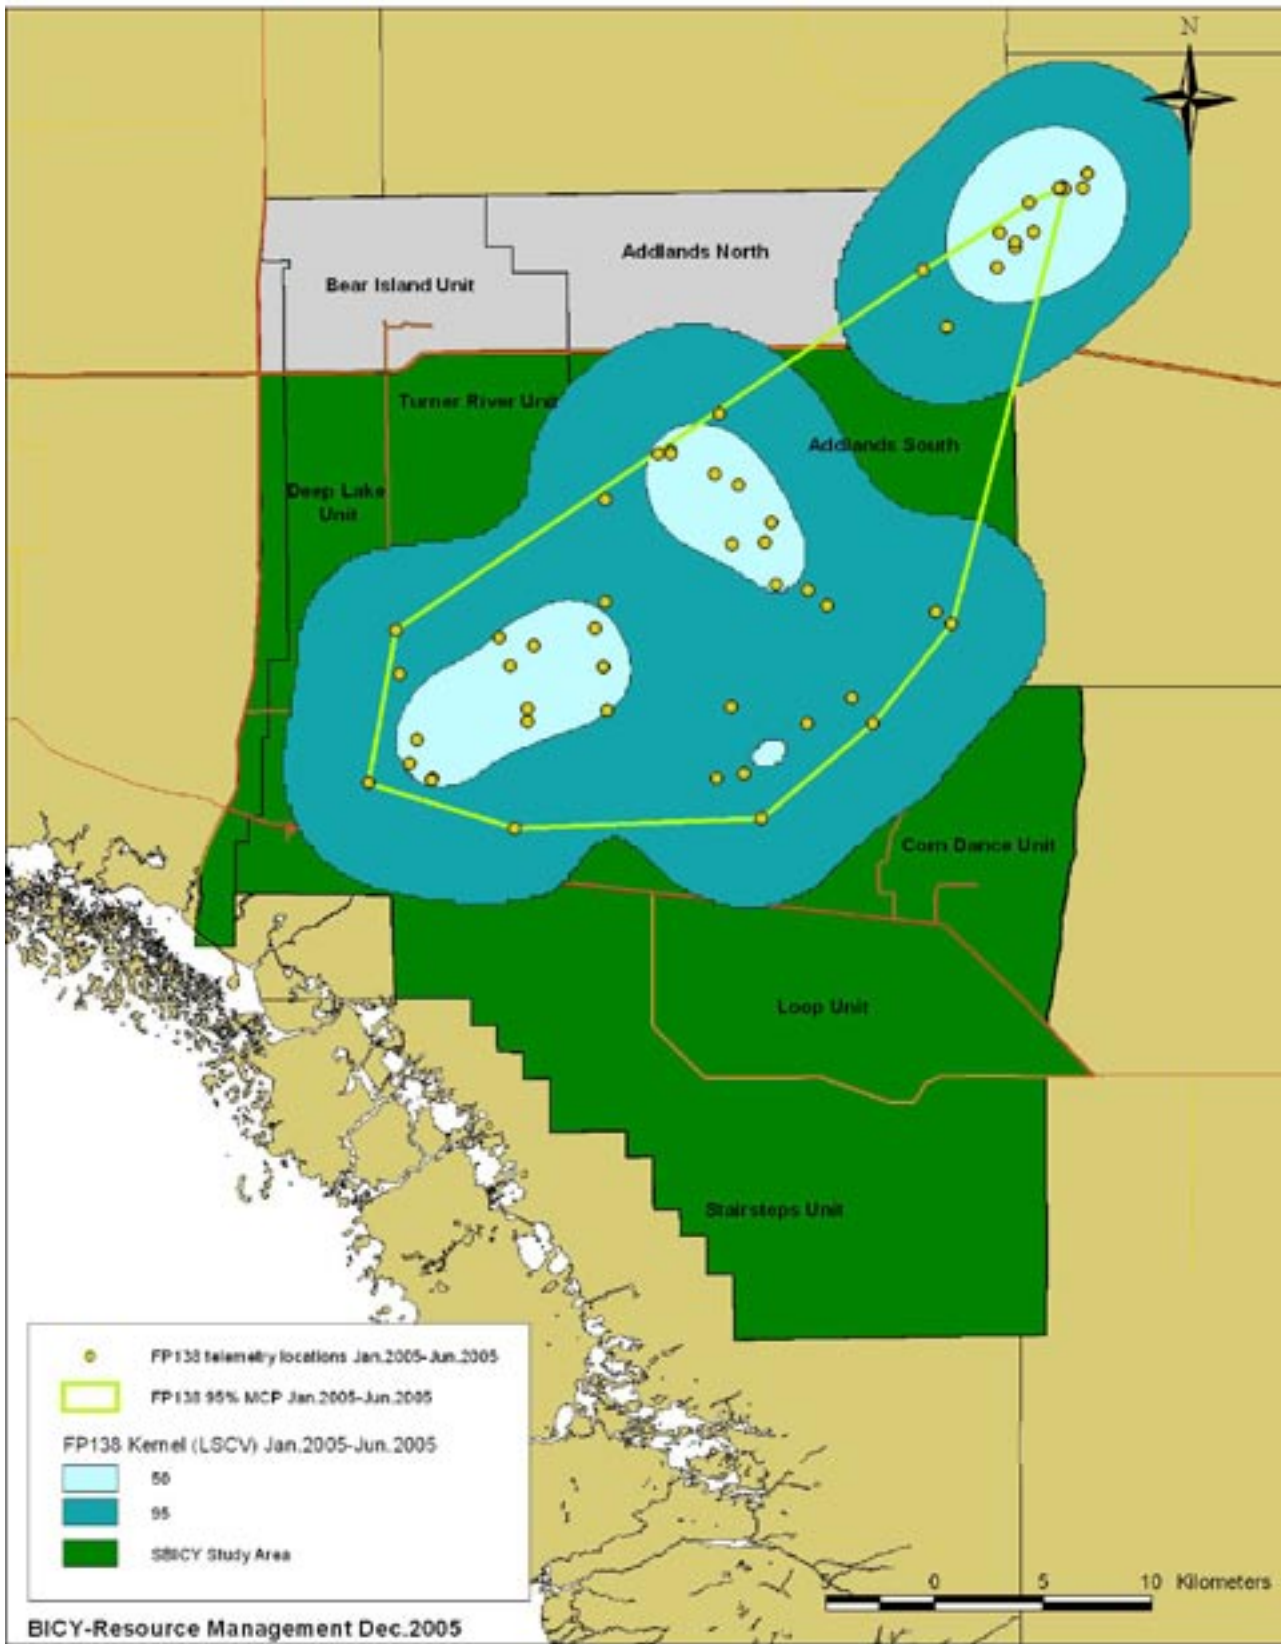 N
Addlands North
Bear Island Unit
Turner River Unit
Addlands South
Deep Lake
Unit
Corn Dance Unit
Loop Unit
Stairsteps Unit
FP138 telemetry locations Jan.2005-Jun.2005
FP138 95% MCP Jan.2005-Jun.2005
FP138 Kernel (LSCV) Jan.2005-Jun.2005
50
95
SBICY Study Area
5 0 5 10 Kilometers
BICY-Resource Management Dec.2005